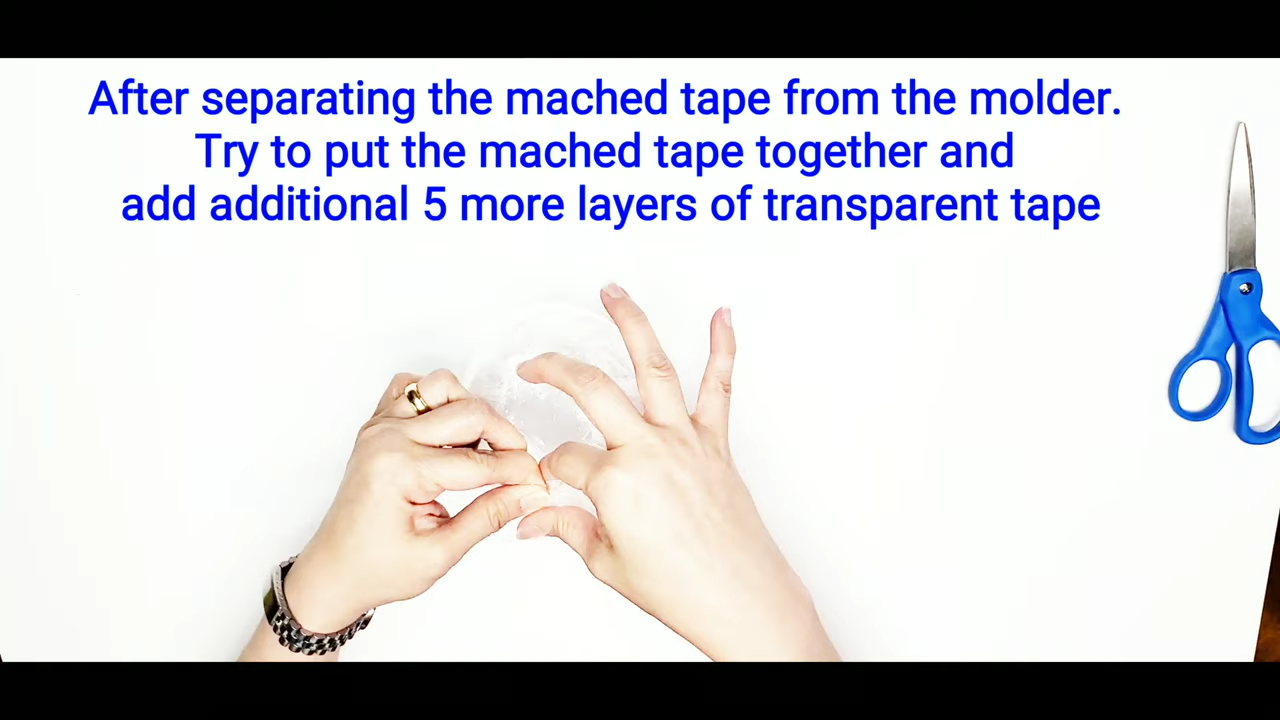 After separating the mached tape from the molder.
Try to put the mached tape together and
add additional 5 more layers of transparent tape